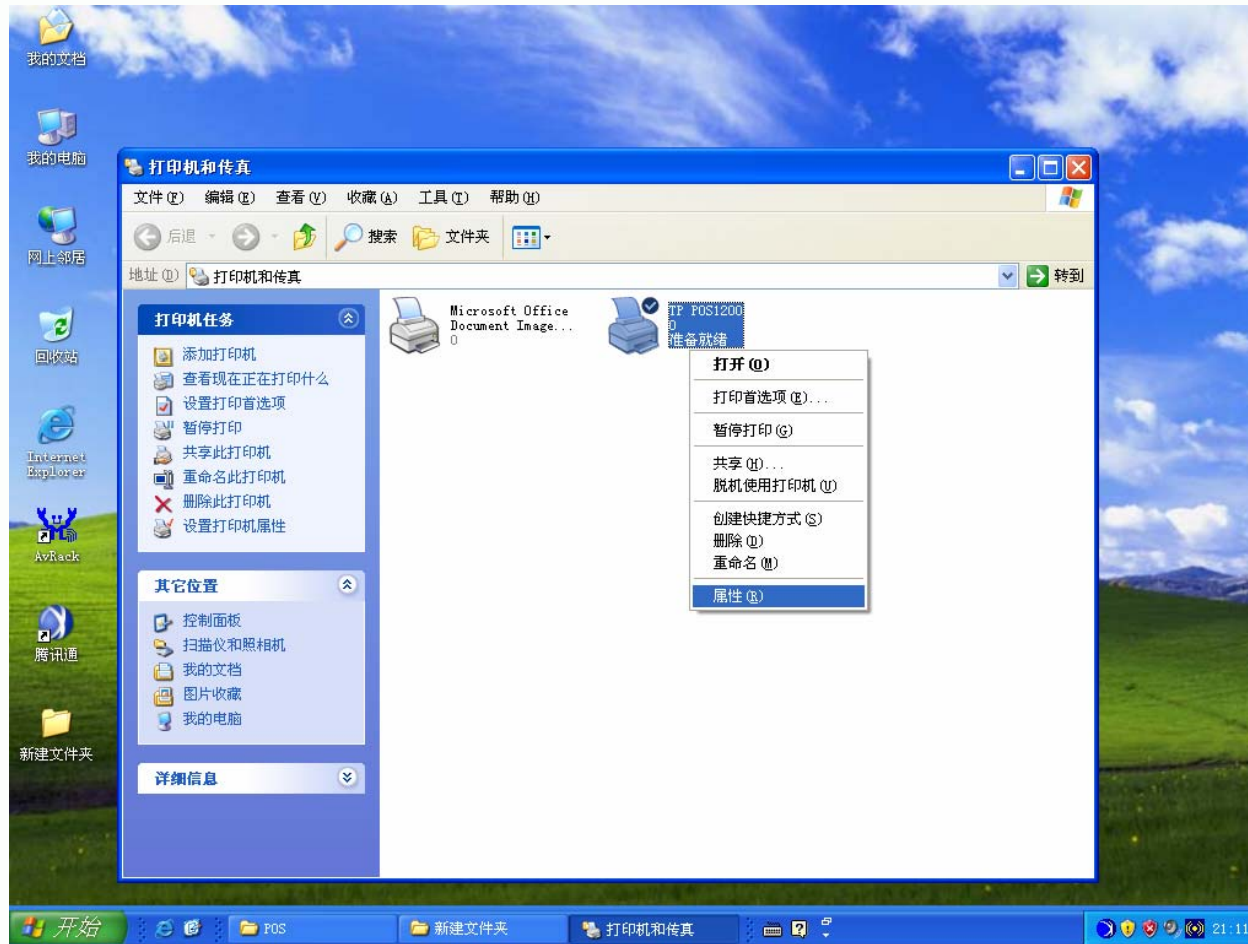 我的文档
我的电脑
网上邻居
回收站
Internet
Explorer
AvRack
腾讯通
新建文件夹
打印机和传真
文件(F) 编辑(E) 查看(V) 收藏(A) 工具(T) 帮助(H)
后退 搜索 文件夹
地址(D) 打印机和传真 转到
打印机任务
添加打印机
查看现在正在打印什么
设置打印首选项
暂停打印
共享此打印机
重命名此打印机
删除此打印机
设置打印机属性
其它位置
控制面板
扫描仪和照相机
我的文档
图片收藏
我的电脑
详细信息
Microsoft Office
Document Image...
0
TP POS1200
0
准备就绪
打开(O)
打印首选项(E)...
暂停打印(G)
共享(H)...
脱机使用打印机(U)
创建快捷方式(S)
删除(D)
重命名(M)
属性(R)
开始 POS 新建文件夹 打印机和传真 21:11